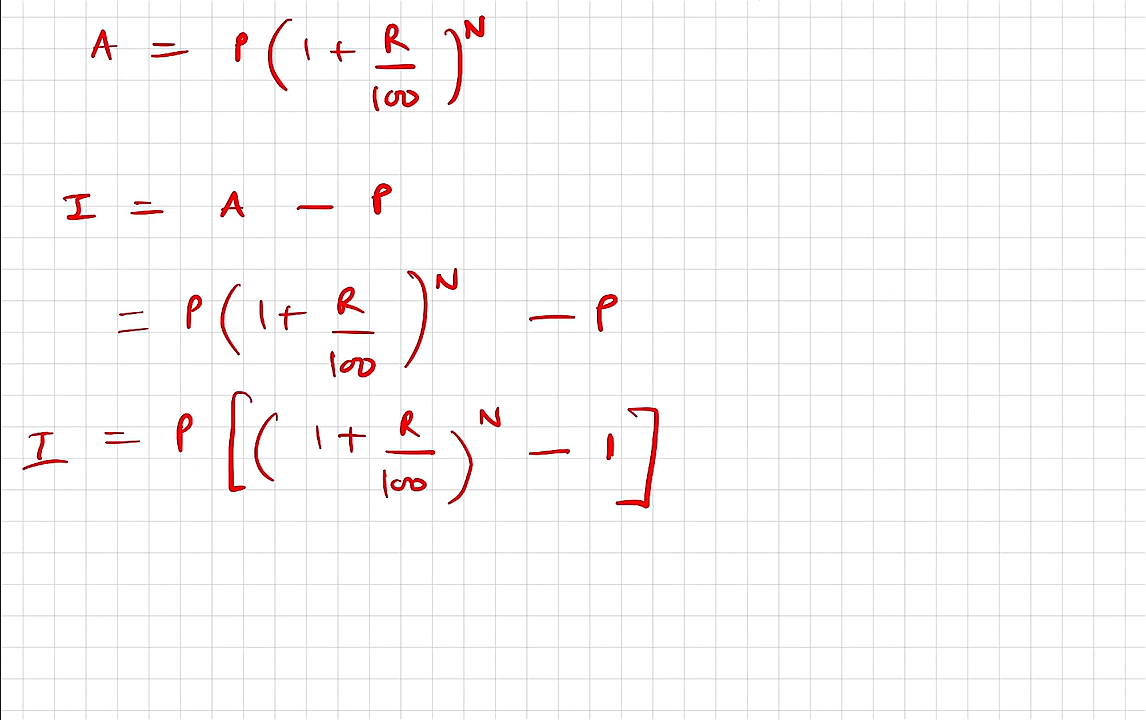 A = P(1 + R/100)^N
I = A - P
= P(1 + R/100)^N - P
I = P[(1 + R/100)^N - 1]